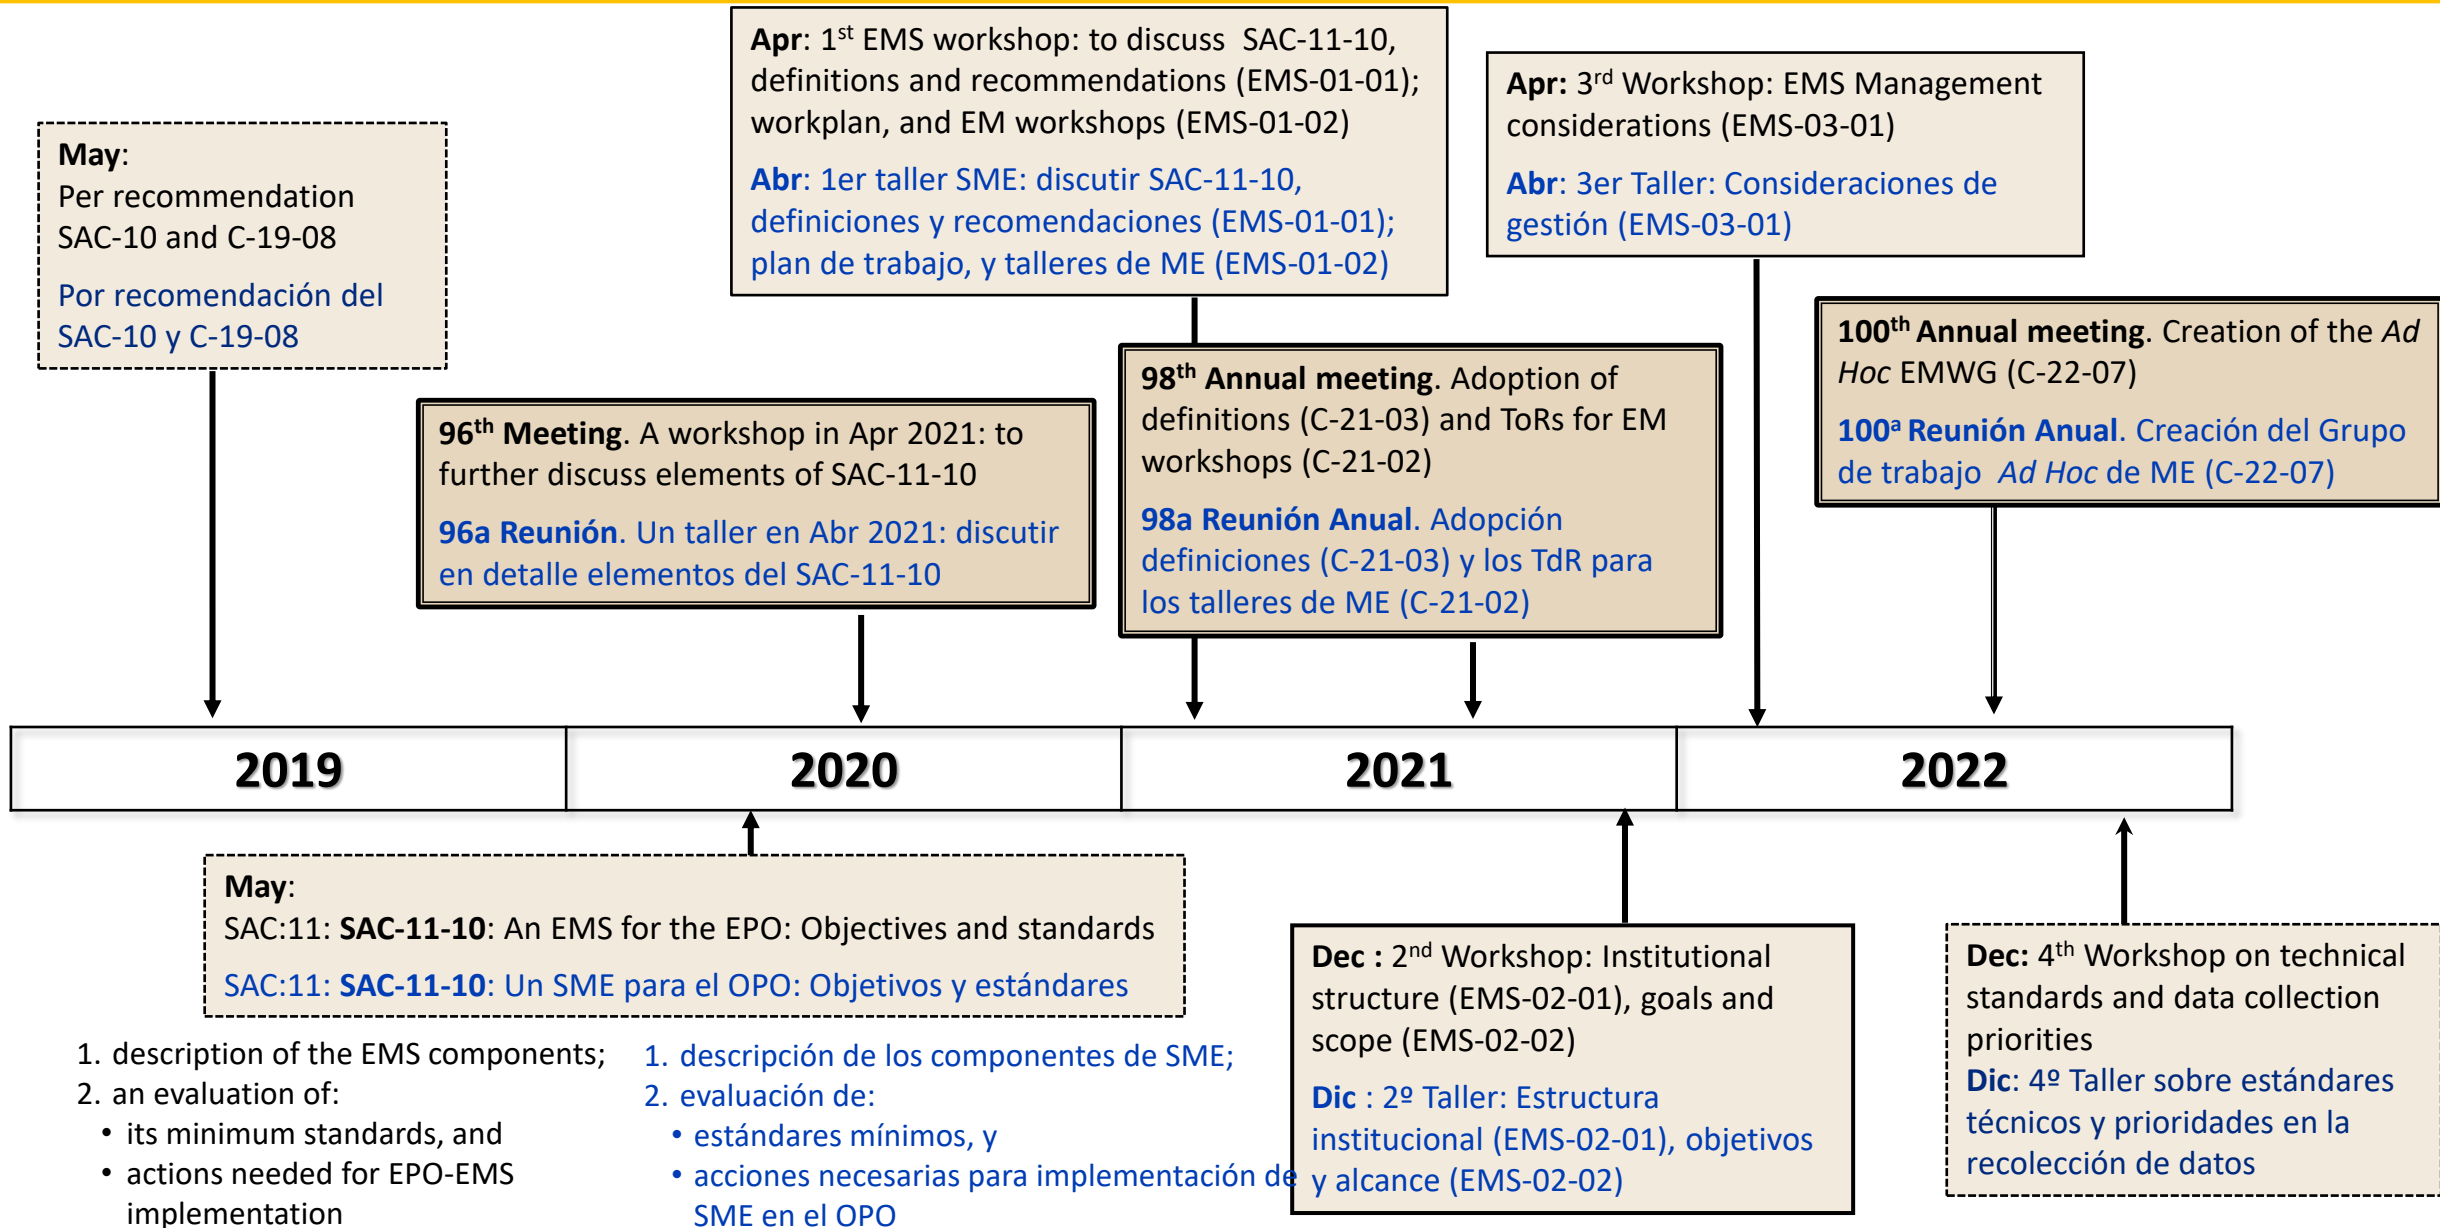 May:
Per recommendation
SAC-10 and C-19-08
Por recomendación del
SAC-10 y C-19-08
96th Meeting. A workshop in Apr 2021: to
further discuss elements of SAC-11-10
96a Reunión. Un taller en Abr 2021: discutir
en detalle elementos del SAC-11-10
Apr: 1st EMS workshop: to discuss SAC-11-10,
definitions and recommendations (EMS-01-01);
workplan, and EM workshops (EMS-01-02)
Abr: 1er taller SME: discutir SAC-11-10,
definiciones y recomendaciones (EMS-01-01);
plan de trabajo, y talleres de ME (EMS-01-02)
98th Annual meeting. Adoption of
definitions (C-21-03) and ToRs for EM
workshops (C-21-02)
98a Reunión Anual. Adopción
definiciones (C-21-03) y los TdR para
los talleres de ME (C-21-02)
Apr: 3rd Workshop: EMS Management
considerations (EMS-03-01)
Abr: 3er Taller: Consideraciones de
gestión (EMS-03-01)
100th Annual meeting. Creation of the Ad
Hoc EMWG (C-22-07)
100a Reunión Anual. Creación del Grupo
de trabajo Ad Hoc de ME (C-22-07)
2019
2020
2021
2022
May:
SAC:11: SAC-11-10: An EMS for the EPO: Objectives and standards
SAC:11: SAC-11-10: Un SME para el OPO: Objetivos y estándares
1. description of the EMS components;
2. an evaluation of:
• its minimum standards, and
• actions needed for EPO-EMS
implementation
1. descripción de los componentes de SME;
2. evaluación de:
• estándares mínimos, y
• acciones necesarias para implementación de
SME en el OPO
Dec : 2nd Workshop: Institutional
structure (EMS-02-01), goals and
scope (EMS-02-02)
Dic : 2º Taller: Estructura
institucional (EMS-02-01), objetivos
y alcance (EMS-02-02)
Dec: 4th Workshop on technical
standards and data collection
priorities
Dic: 4º Taller sobre estándares
técnicos y prioridades en la
recolección de datos